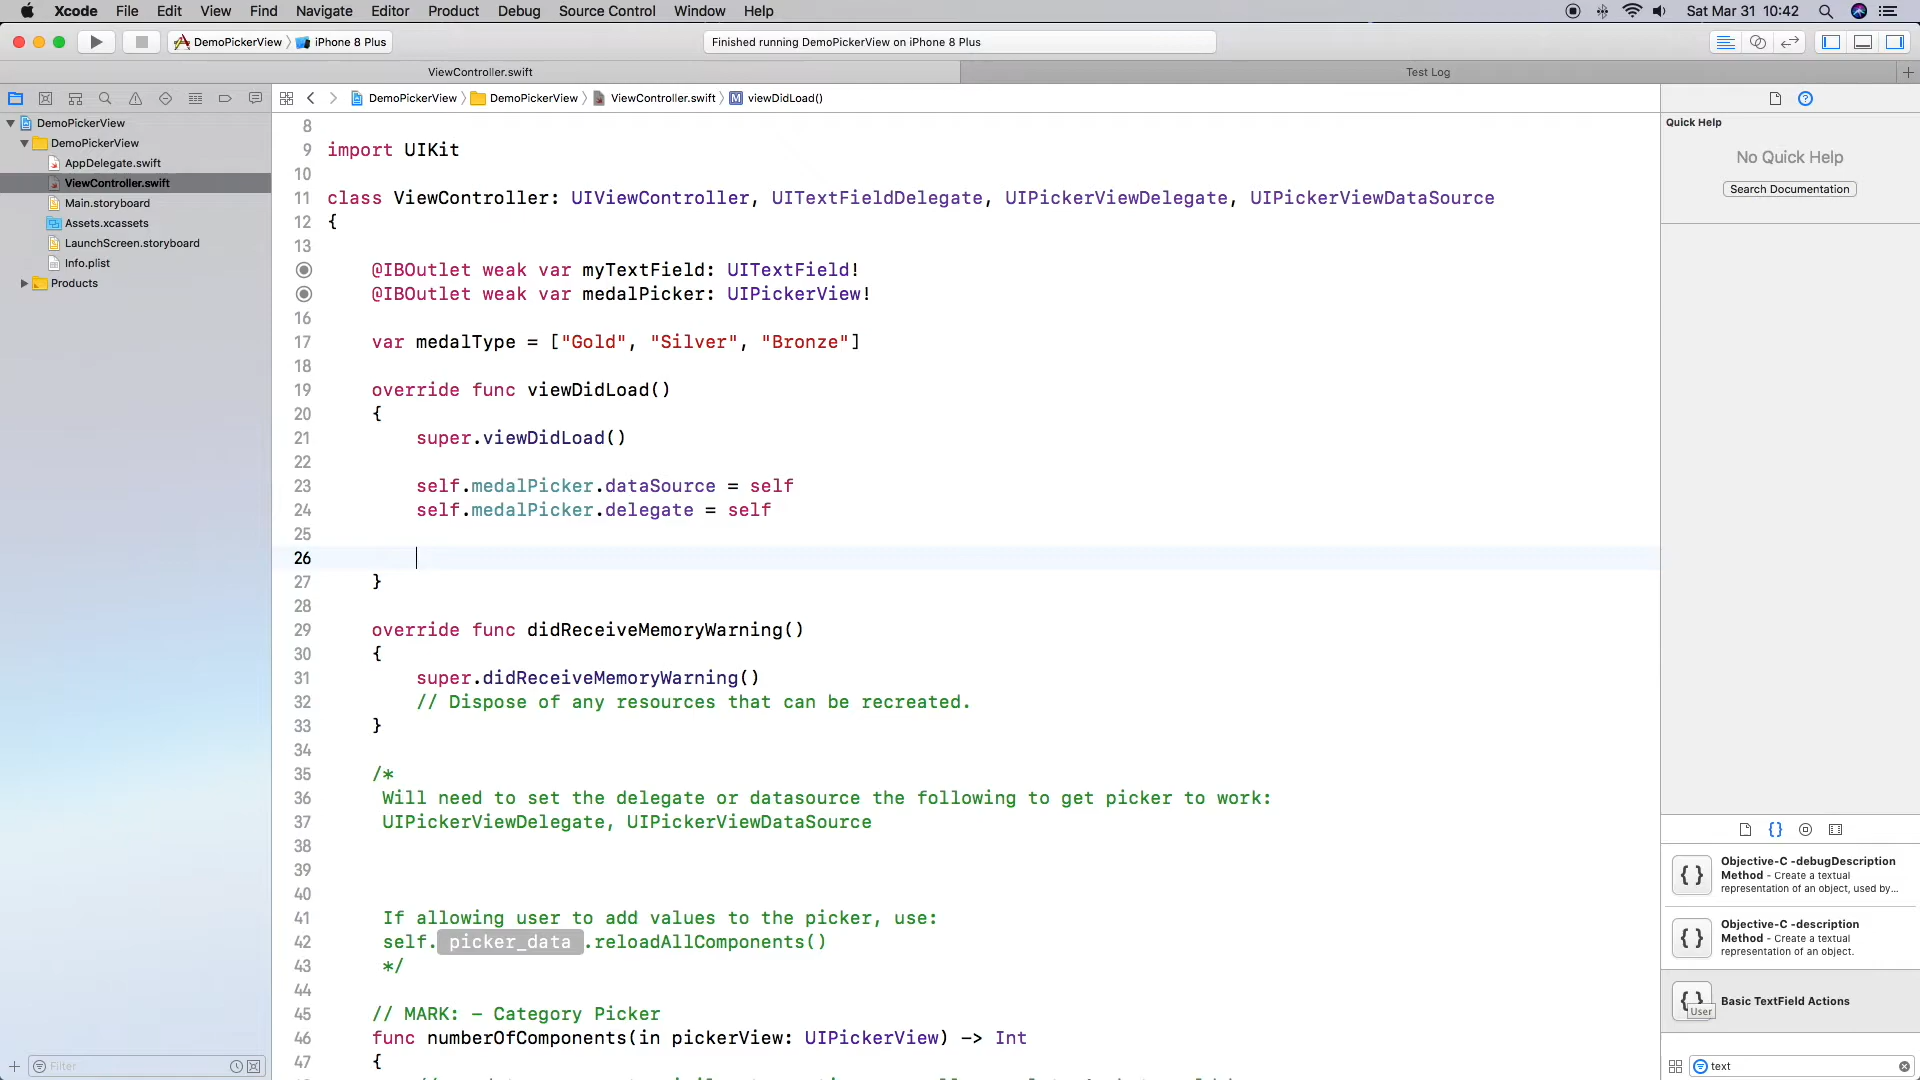 Xcode File Edit View Find Navigate Editor Product Debug Source Control Window Help Sat Mar 31 10:42
DemoPickerView iPhone 8 Plus Finished running DemoPickerView on iPhone 8 Plus
ViewController.swift Test Log +
DemoPickerView DemoPickerView ViewController.swift M viewDidLoad()
DemoPickerView
DemoPickerView
AppDelegate.swift
ViewController.swift
Main.storyboard
Assets.xcassets
LaunchScreen.storyboard
Info.plist
Products
Filter
8
9 import UIKit
10
11 class ViewController: UIViewController, UITextFieldDelegate, UIPickerViewDelegate, UIPickerViewDataSource
12 {
13
@IBOutlet weak var myTextField: UITextField!
@IBOutlet weak var medalPicker: UIPickerView!
16
17 var medalType = ["Gold", "Silver", "Bronze"]
18
19 override func viewDidLoad()
20 {
21 super.viewDidLoad()
22
23 self.medalPicker.dataSource = self
24 self.medalPicker.delegate = self
25
26
27 }
28
29 override func didReceiveMemoryWarning()
30 {
31 super.didReceiveMemoryWarning()
32 // Dispose of any resources that can be recreated.
33 }
34
35 /*
36 Will need to set the delegate or datasource the following to get picker to work:
37 UIPickerViewDelegate, UIPickerViewDataSource
38
39
40
41 If allowing user to add values to the picker, use:
42 self. picker_data .reloadAllComponents()
43 */
44
45 // MARK: - Category Picker
46 func numberOfComponents(in pickerView: UIPickerView) -> Int
47 {
Quick Help
No Quick Help
Search Documentation
{} Objective-C -debugDescription
Method - Create a textual
representation of an object, used by...
{} Objective-C -description
Method - Create a textual
representation of an object.
{} Basic TextField Actions
User
text